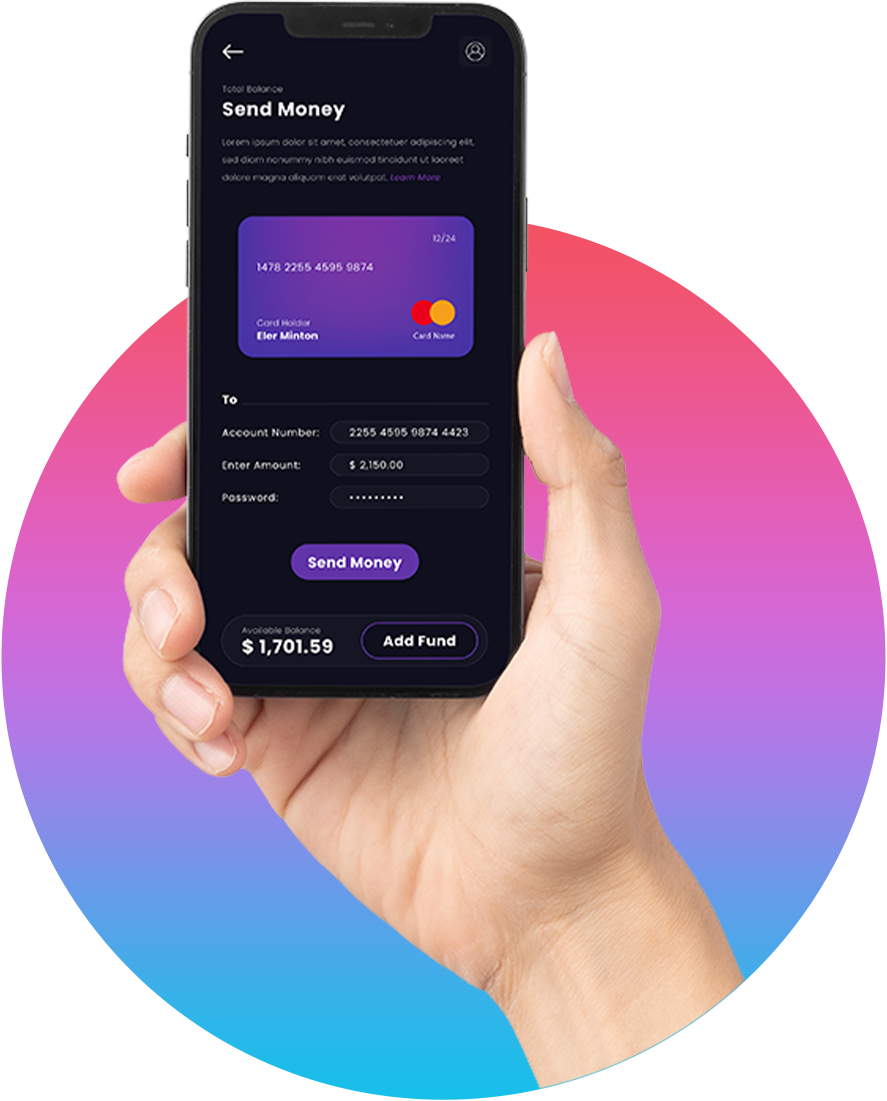 Total Balance
Send Money
Lorem ipsum dolor sit amet, consectetuer adipiscing elit,
sed diam nonummy nibh euismod tincidunt ut laoreet
dolore magna aliquam erat volutpat. Learn More
12/24
1478 2255 4595 9874
Card Holder
Eler Minton
Card Name
To
Account Number: 2255 4595 9874 4423
Enter Amount: $ 2,150.00
Password: •••••••••
Send Money
Available Balance
$ 1,701.59
Add Fund